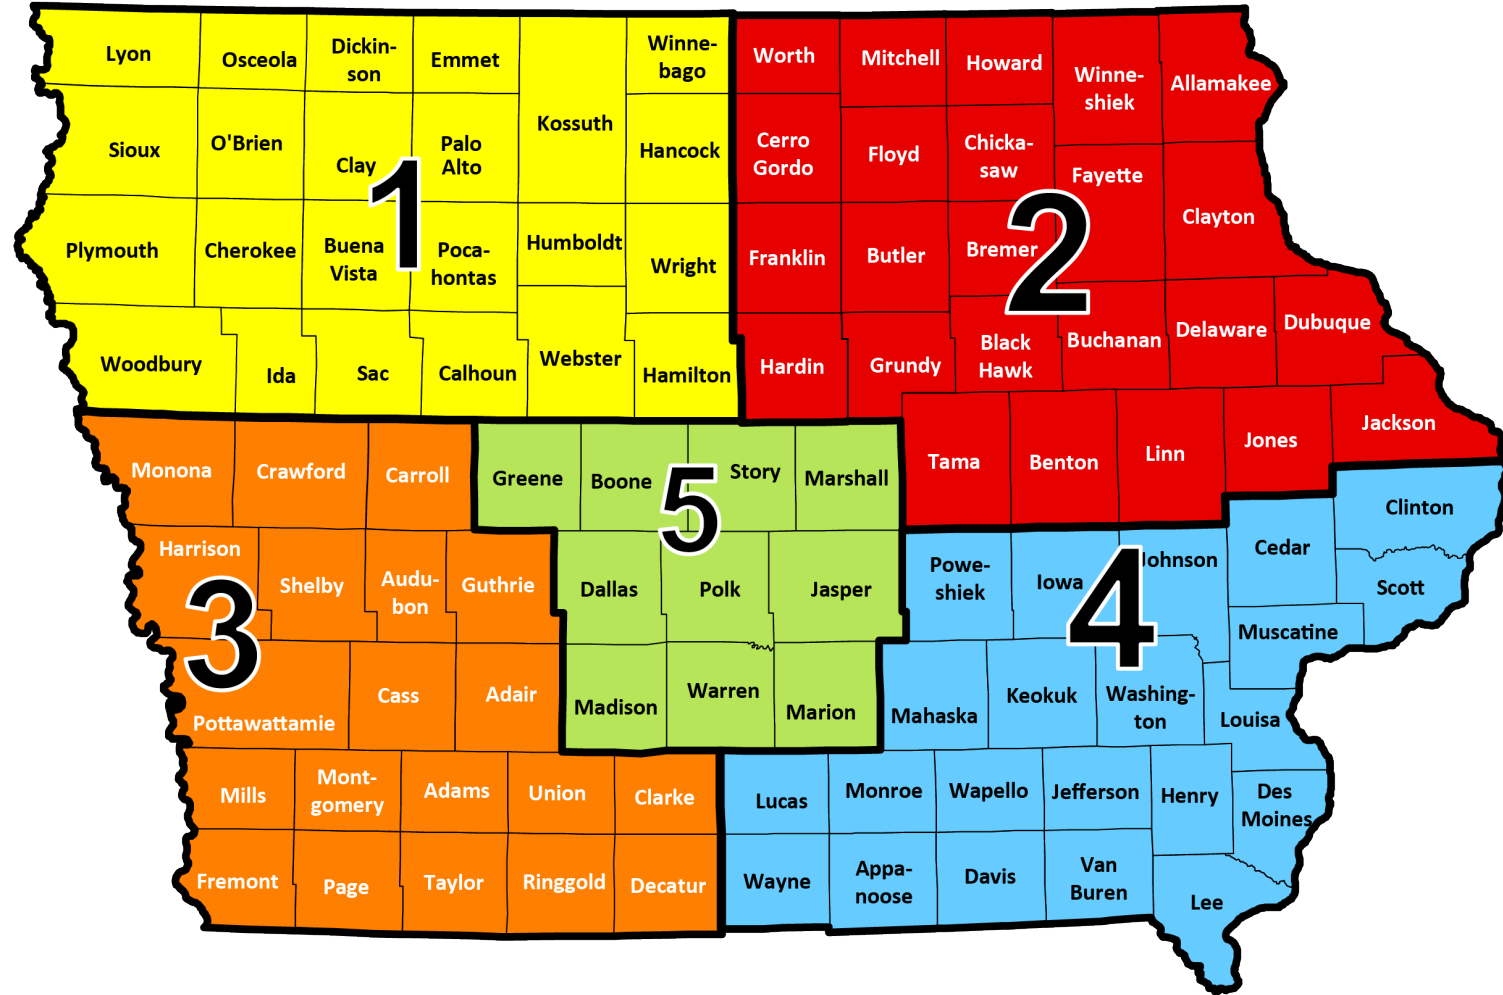 Lyon
Osceola
Dickin-
son
Emmet
Kossuth
Winne-
bago
Sioux
O'Brien
Clay
Palo
Alto
Hancock
1
Plymouth
Cherokee
Buena
Vista
Poca-
hontas
Humboldt
Wright
Woodbury
Ida
Sac
Calhoun
Webster
Hamilton
Worth
Mitchell
Howard
Winne-
shiek
Allamakee
Cerro
Gordo
Floyd
Chicka-
saw
Fayette
Clayton
2
Franklin
Butler
Bremer
Hardin
Grundy
Black
Hawk
Buchanan
Delaware
Dubuque
Tama
Benton
Linn
Jones
Jackson
Monona
Crawford
Carroll
Harrison
Shelby
Audu-
bon
Guthrie
3
Pottawattamie
Cass
Adair
Mills
Mont-
gomery
Adams
Union
Clarke
Fremont
Page
Taylor
Ringgold
Decatur
Greene
Boone
Story
Marshall
5
Dallas
Polk
Jasper
Madison
Warren
Marion
Clinton
Cedar
Scott
Powe-
shiek
Iowa
Johnson
Muscatine
4
Mahaska
Keokuk
Washing-
ton
Louisa
Lucas
Monroe
Wapello
Jefferson
Henry
Des
Moines
Wayne
Appa-
noose
Davis
Van
Buren
Lee